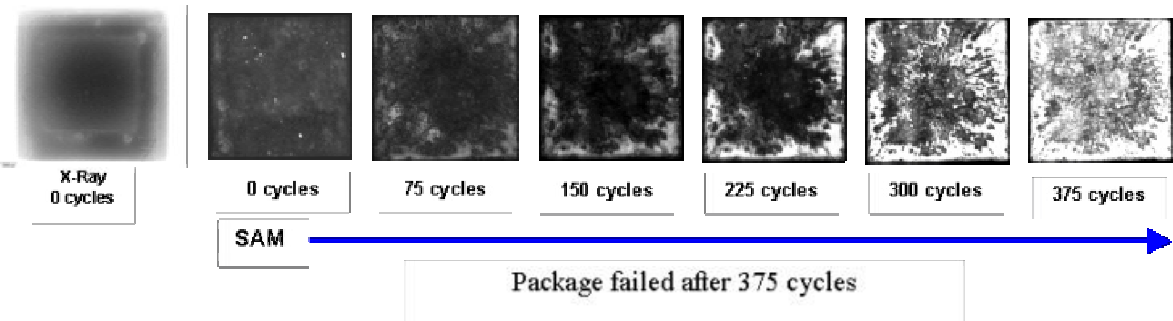 X-Ray
0 cycles
0 cycles
75 cycles
150 cycles
225 cycles
300 cycles
375 cycles
SAM
Package failed after 375 cycles